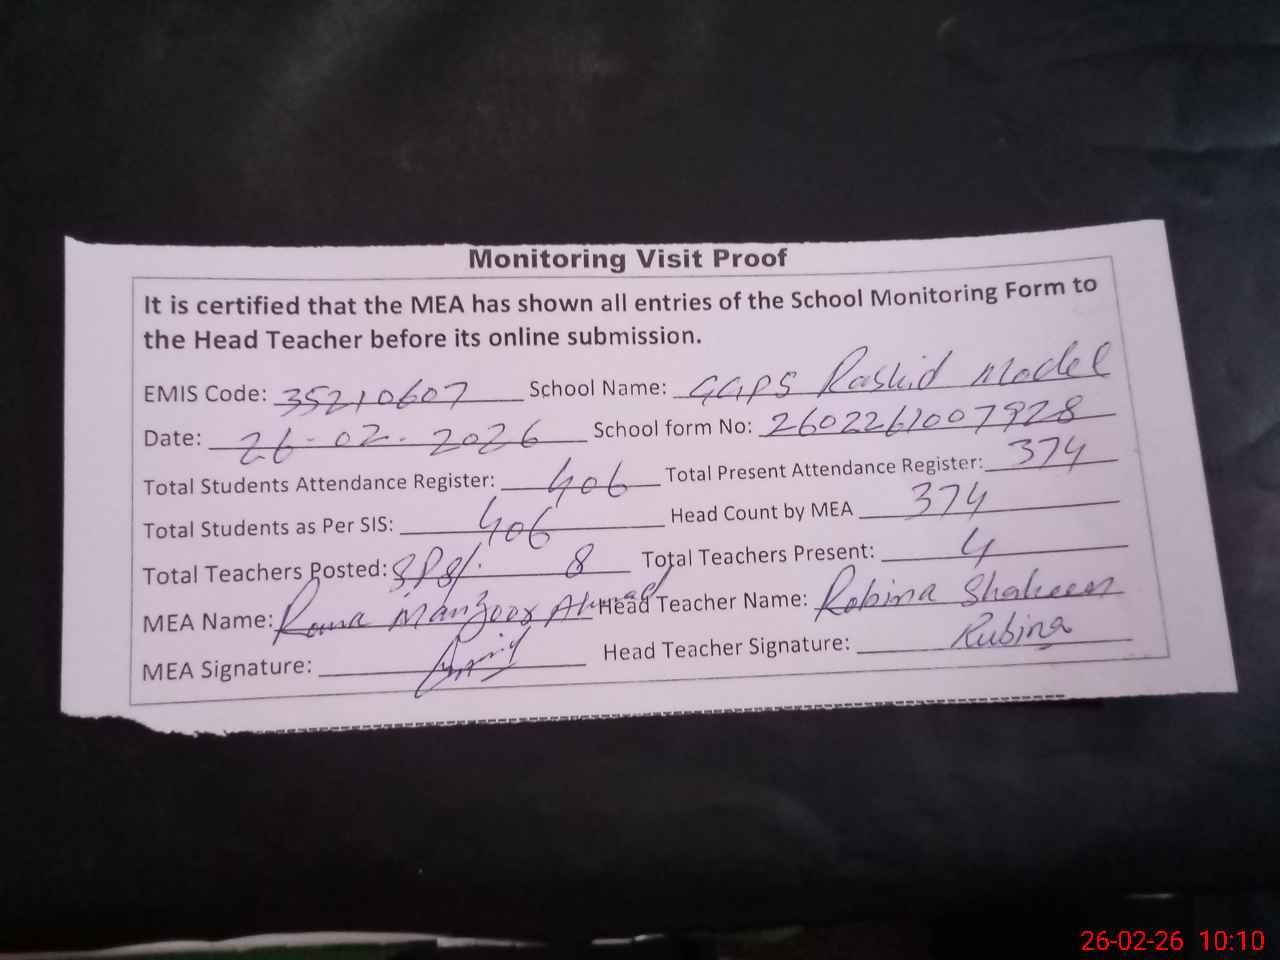 Monitoring Visit Proof
It is certified that the MEA has shown all entries of the School Monitoring Form to
the Head Teacher before its online submission.
EMIS Code: 35210607 School Name: GGPS Rashid Model
Date: 26-02-2026 School form No: 2602261007928
Total Students Attendance Register: 406 Total Present Attendance Register: 374
Total Students as Per SIS: 406 Head Count by MEA 374
Total Teachers Posted: 8 Total Teachers Present: 4
MEA Name: Rana Manzoor Ahmad Head Teacher Name: Robina Shaheen
MEA Signature: Head Teacher Signature: Rubina
26-02-26 10:10